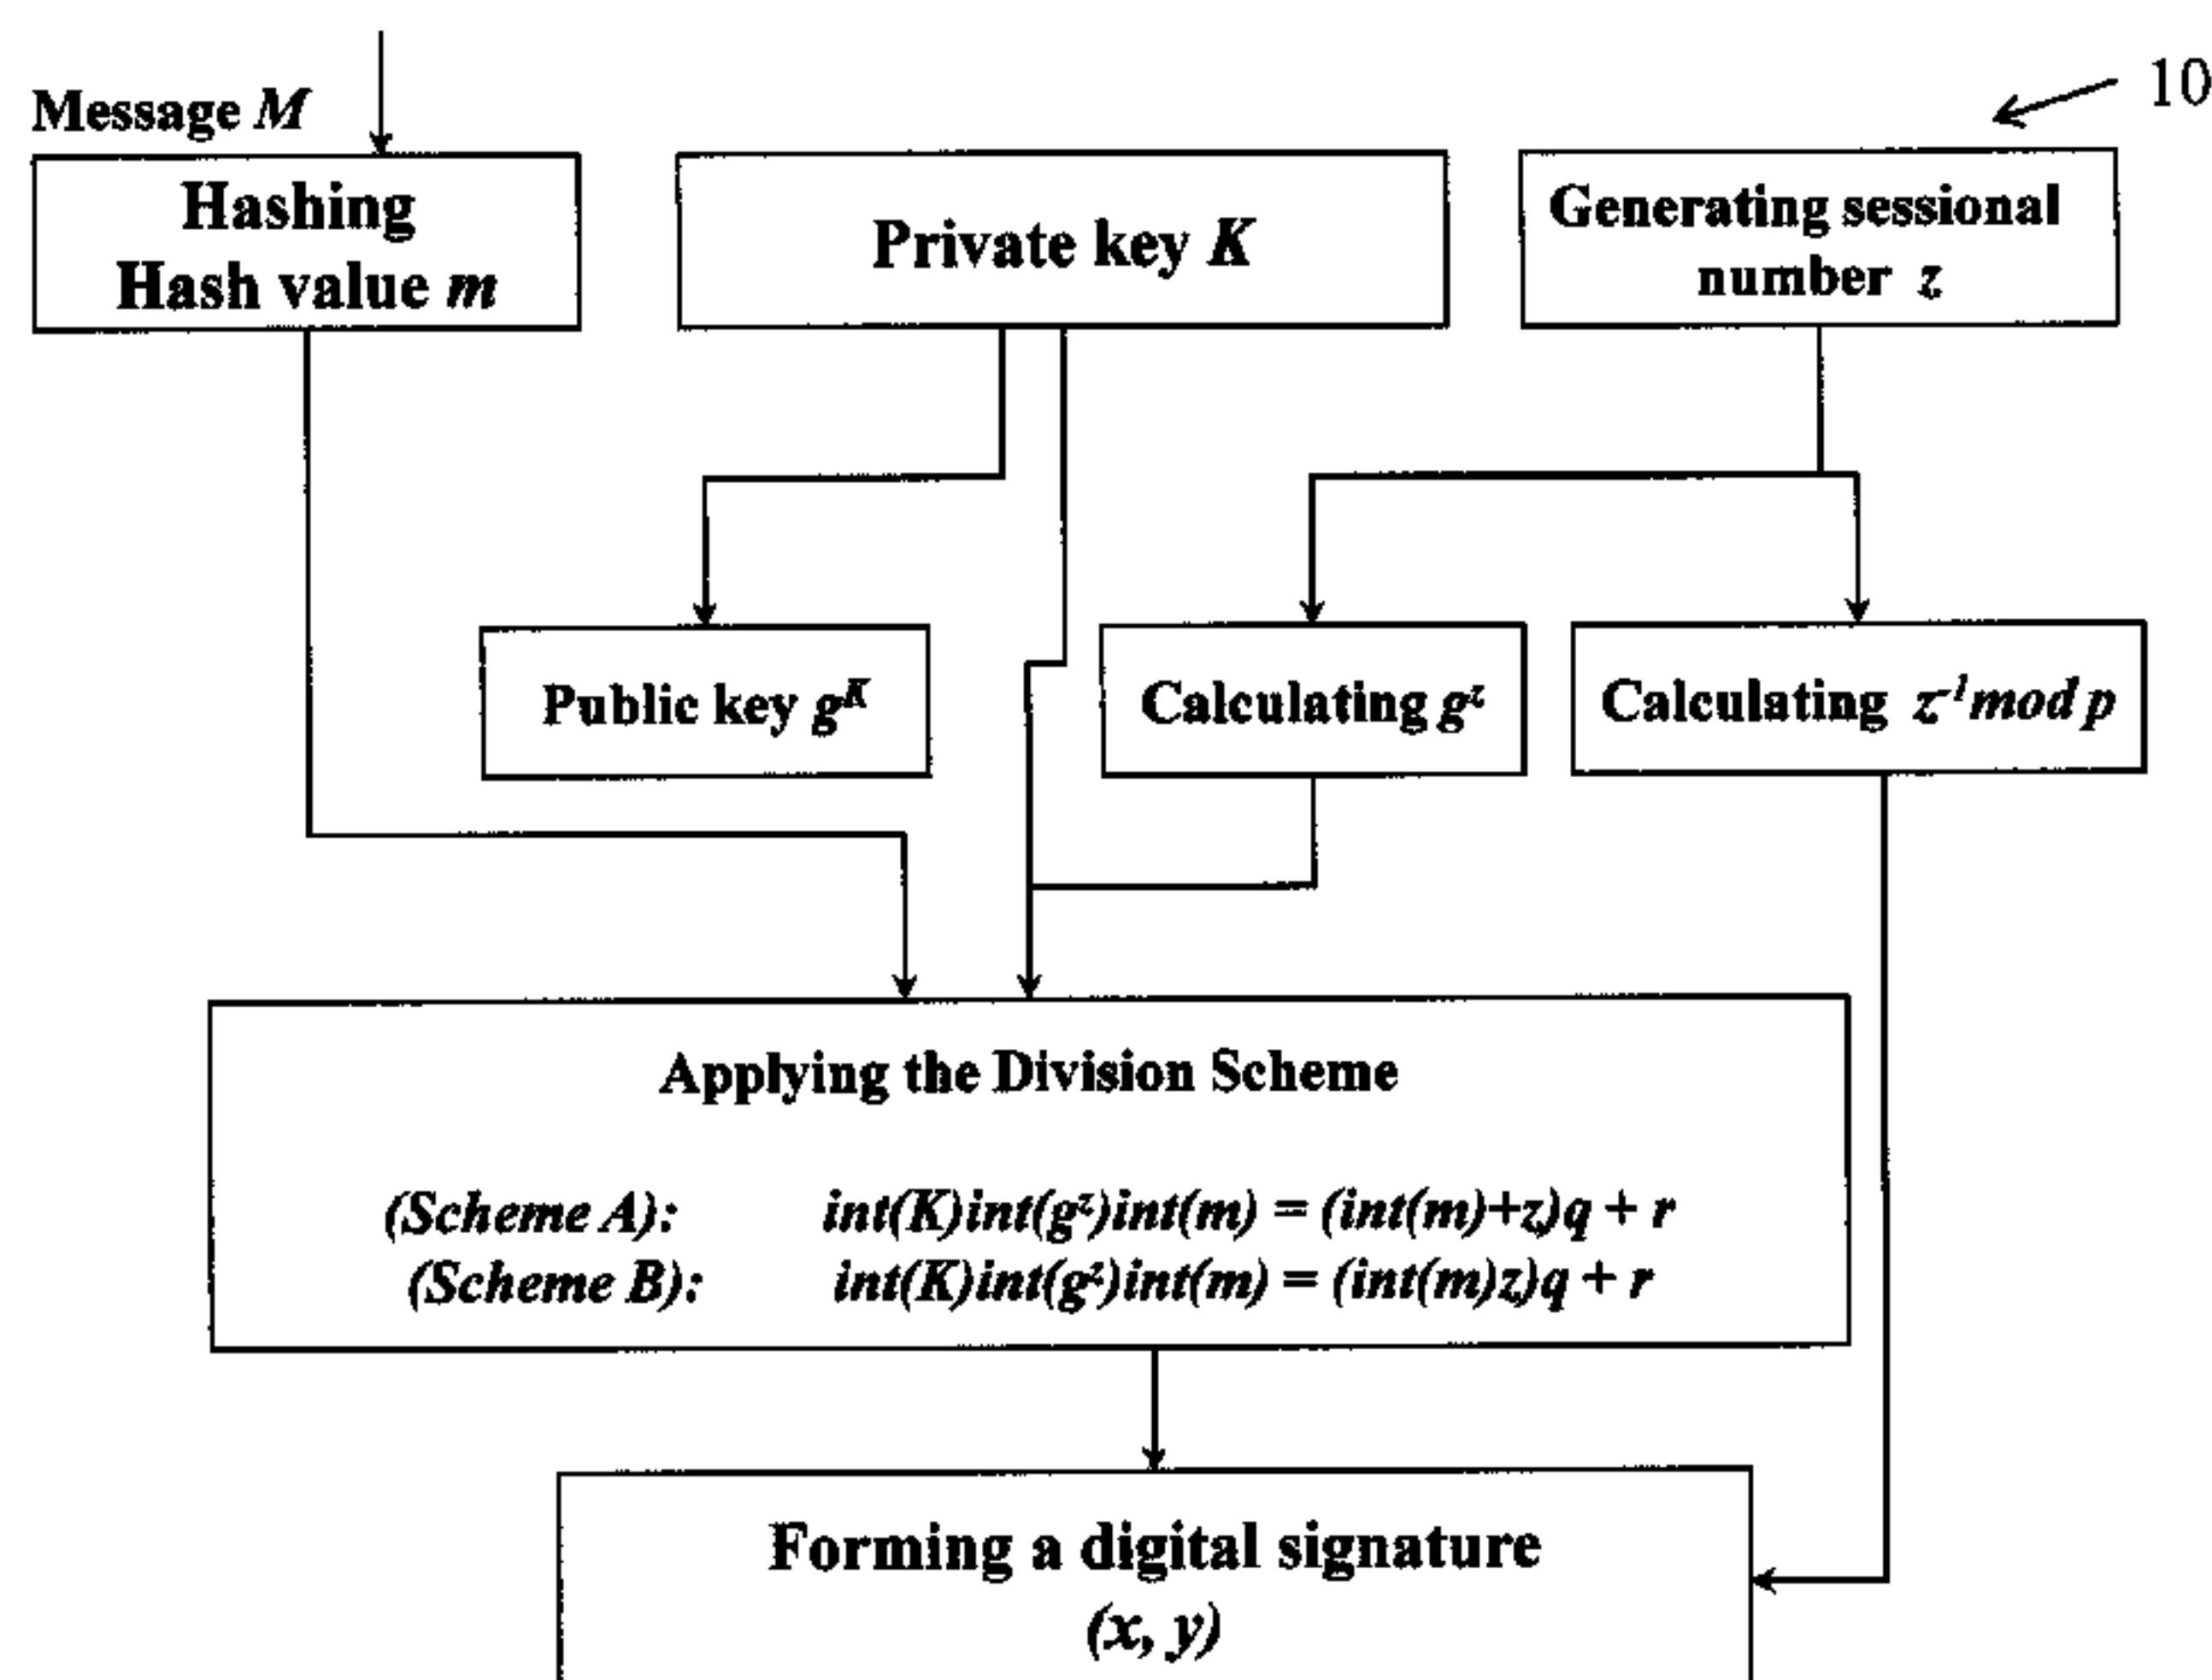 10
Message M
Hashing
Hash value m
Private key K
Generating sessional
number z
Public key g^K
Calculating g^z
Calculating z^-1 mod p
Applying the Division Scheme
(Scheme A): int(K)int(g^z)int(m) = (int(m)+z)q + r
(Scheme B): int(K)int(g^z)int(m) = (int(m)z)q + r
Forming a digital signature
(x, y)